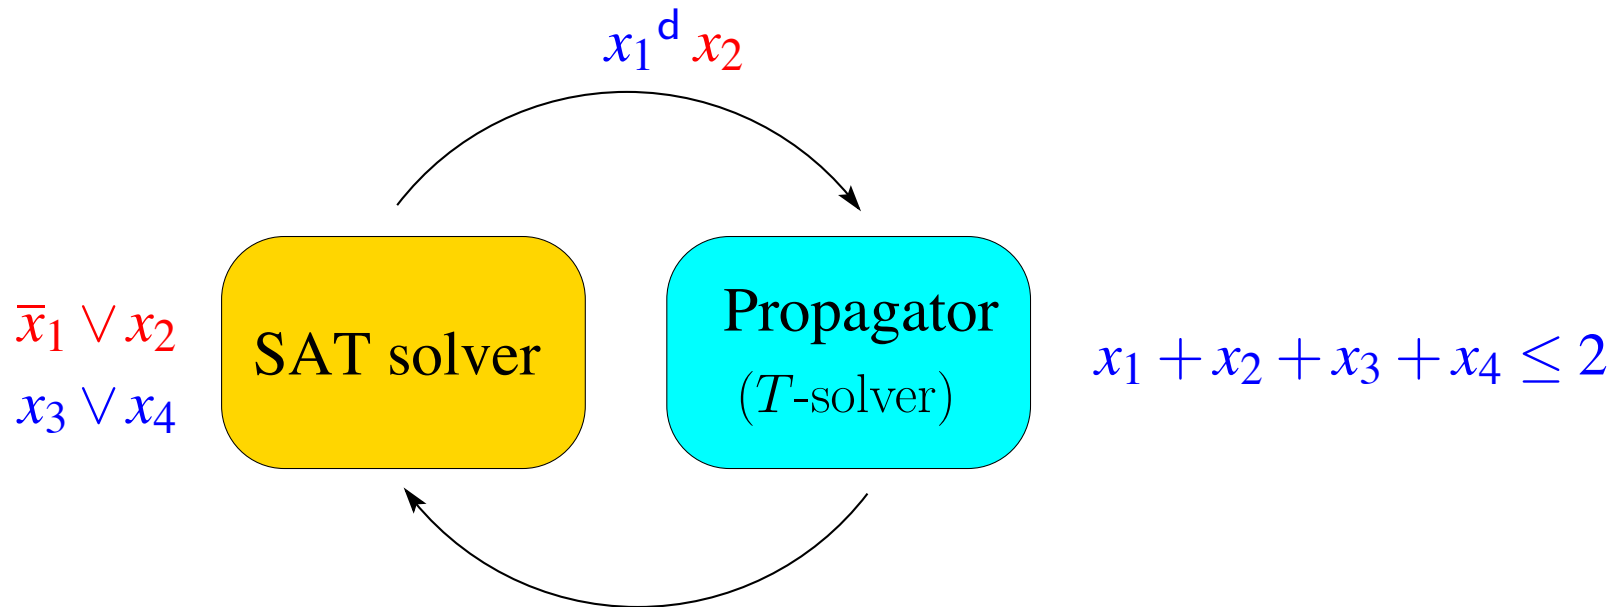 x₁ᵈ x₂
x̅₁ ∨ x₂
x₃ ∨ x₄
SAT solver
Propagator
(T-solver)
x₁ + x₂ + x₃ + x₄ ≤ 2